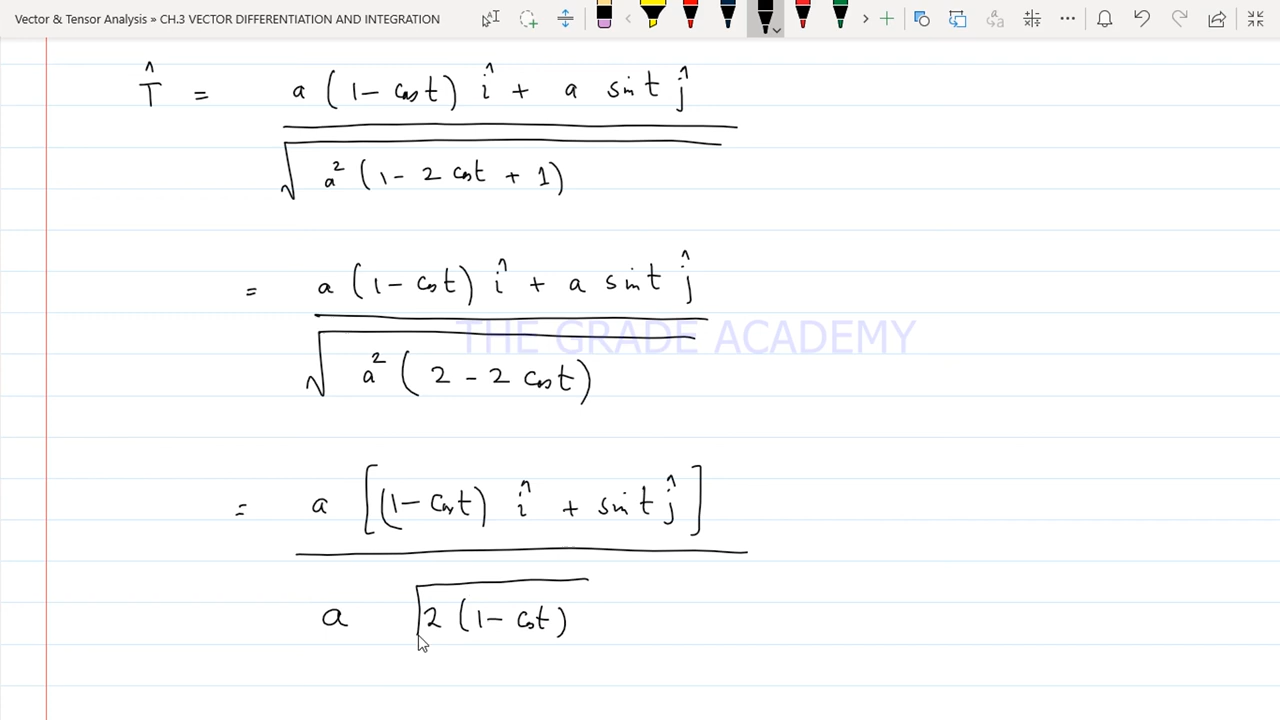 Vector & Tensor Analysis » CH.3 VECTOR DIFFERENTIATION AND INTEGRATION
T̂ = a (1 - cos t) î + a sin t ĵ
√ a² (1 - 2 cos t + 1)
= a (1 - cos t) î + a sin t ĵ
THE GRADE ACADEMY
√ a² (2 - 2 cos t)
= a [(1 - cos t) î + sin t ĵ]
a √ 2 (1 - cos t)